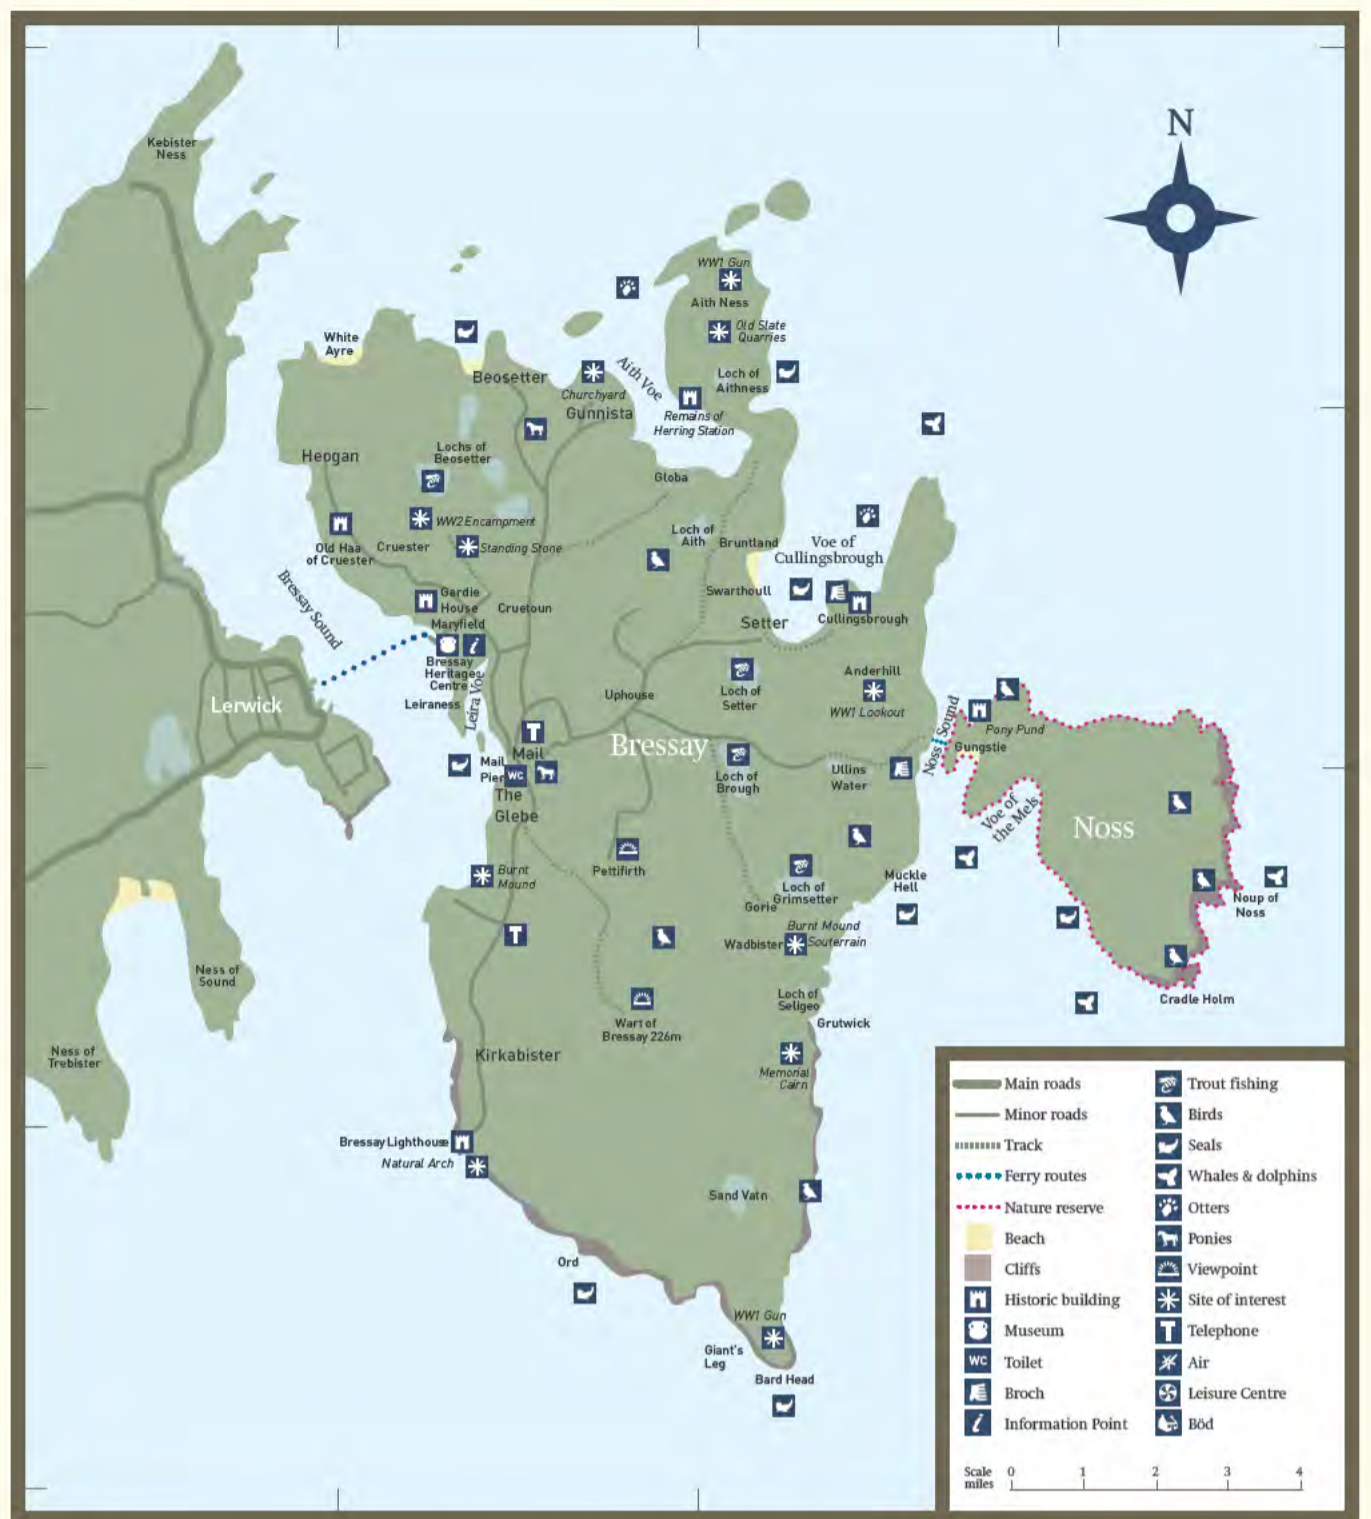 N
Kebister
Ness
WW1 Gun
Aith Ness
Old Slate
Quarries
White
Ayre
Beosetter
Aith Voe
Loch of
Aithness
Churchyard
Gunnista
Remains of
Herring Station
Heogan
Lochs of
Beosetter
Globa
WW2 Encampment
Standing Stone
Old Haa
of Cruester
Cruester
Loch of
Aith
Bruntland
Voe of
Cullingsbrough
Bressay Sound
Gardie
House
Cruetoun
Swarthoull
Setter
Cullingsbrough
Maryfield
Bressay
Heritage
Centre
Leira Voe
Leiraness
Lerwick
Uphouse
Loch of
Setter
Anderhill
WW1 Lookout
Noss Sound
Pony Pund
Gungstie
Bressay
Mail
Mail
Pier
WC
The
Glebe
Loch of
Brough
Ullins
Water
Voe of
the Mels
Noss
Burnt
Mound
Pettifirth
Loch of
Grimsetter
Muckle
Hell
Gorie
Noup of
Noss
Burnt Mound
Souterrain
Wadbister
Ness of
Sound
Loch of
Seligeo
Cradle Holm
Wart of
Bressay 226m
Grutwick
Ness of
Trebister
Kirkabister
Memorial
Cairn
Bressay Lighthouse
Natural Arch
Sand Vatn
Ord
WW1 Gun
Giant's
Leg
Bard Head
Main roads
Minor roads
Track
Ferry routes
Nature reserve
Beach
Cliffs
Historic building
Museum
WC Toilet
Broch
Information Point
Trout fishing
Birds
Seals
Whales & dolphins
Otters
Ponies
Viewpoint
Site of interest
Telephone
Air
Leisure Centre
Böd
Scale
miles
0 1 2 3 4